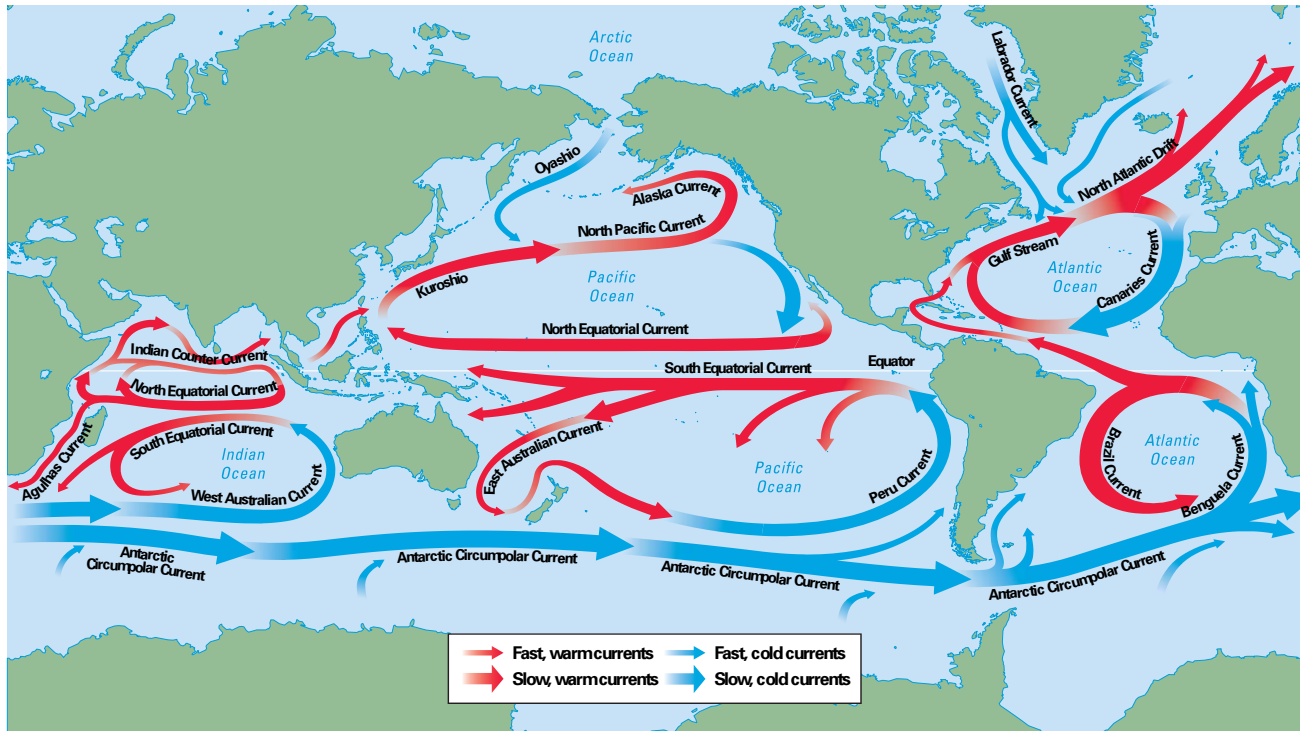 Arctic
Ocean
Labrador Current
Oyashio
North Atlantic Drift
Alaska Current
North Pacific Current
Gulf Stream
Kuroshio
Pacific
Ocean
Atlantic
Ocean
Canaries Current
North Equatorial Current
Indian Counter Current
Equator
South Equatorial Current
North Equatorial Current
South Equatorial Current
Agulhas Current
Indian
Ocean
West Australian Current
East Australian Current
Pacific
Ocean
Peru Current
Brazil Current
Atlantic
Ocean
Benguela Current
Antarctic
Circumpolar Current
Antarctic Circumpolar Current
Antarctic Circumpolar Current
Antarctic Circumpolar Current
Fast, warm currents
Fast, cold currents
Slow, warm currents
Slow, cold currents